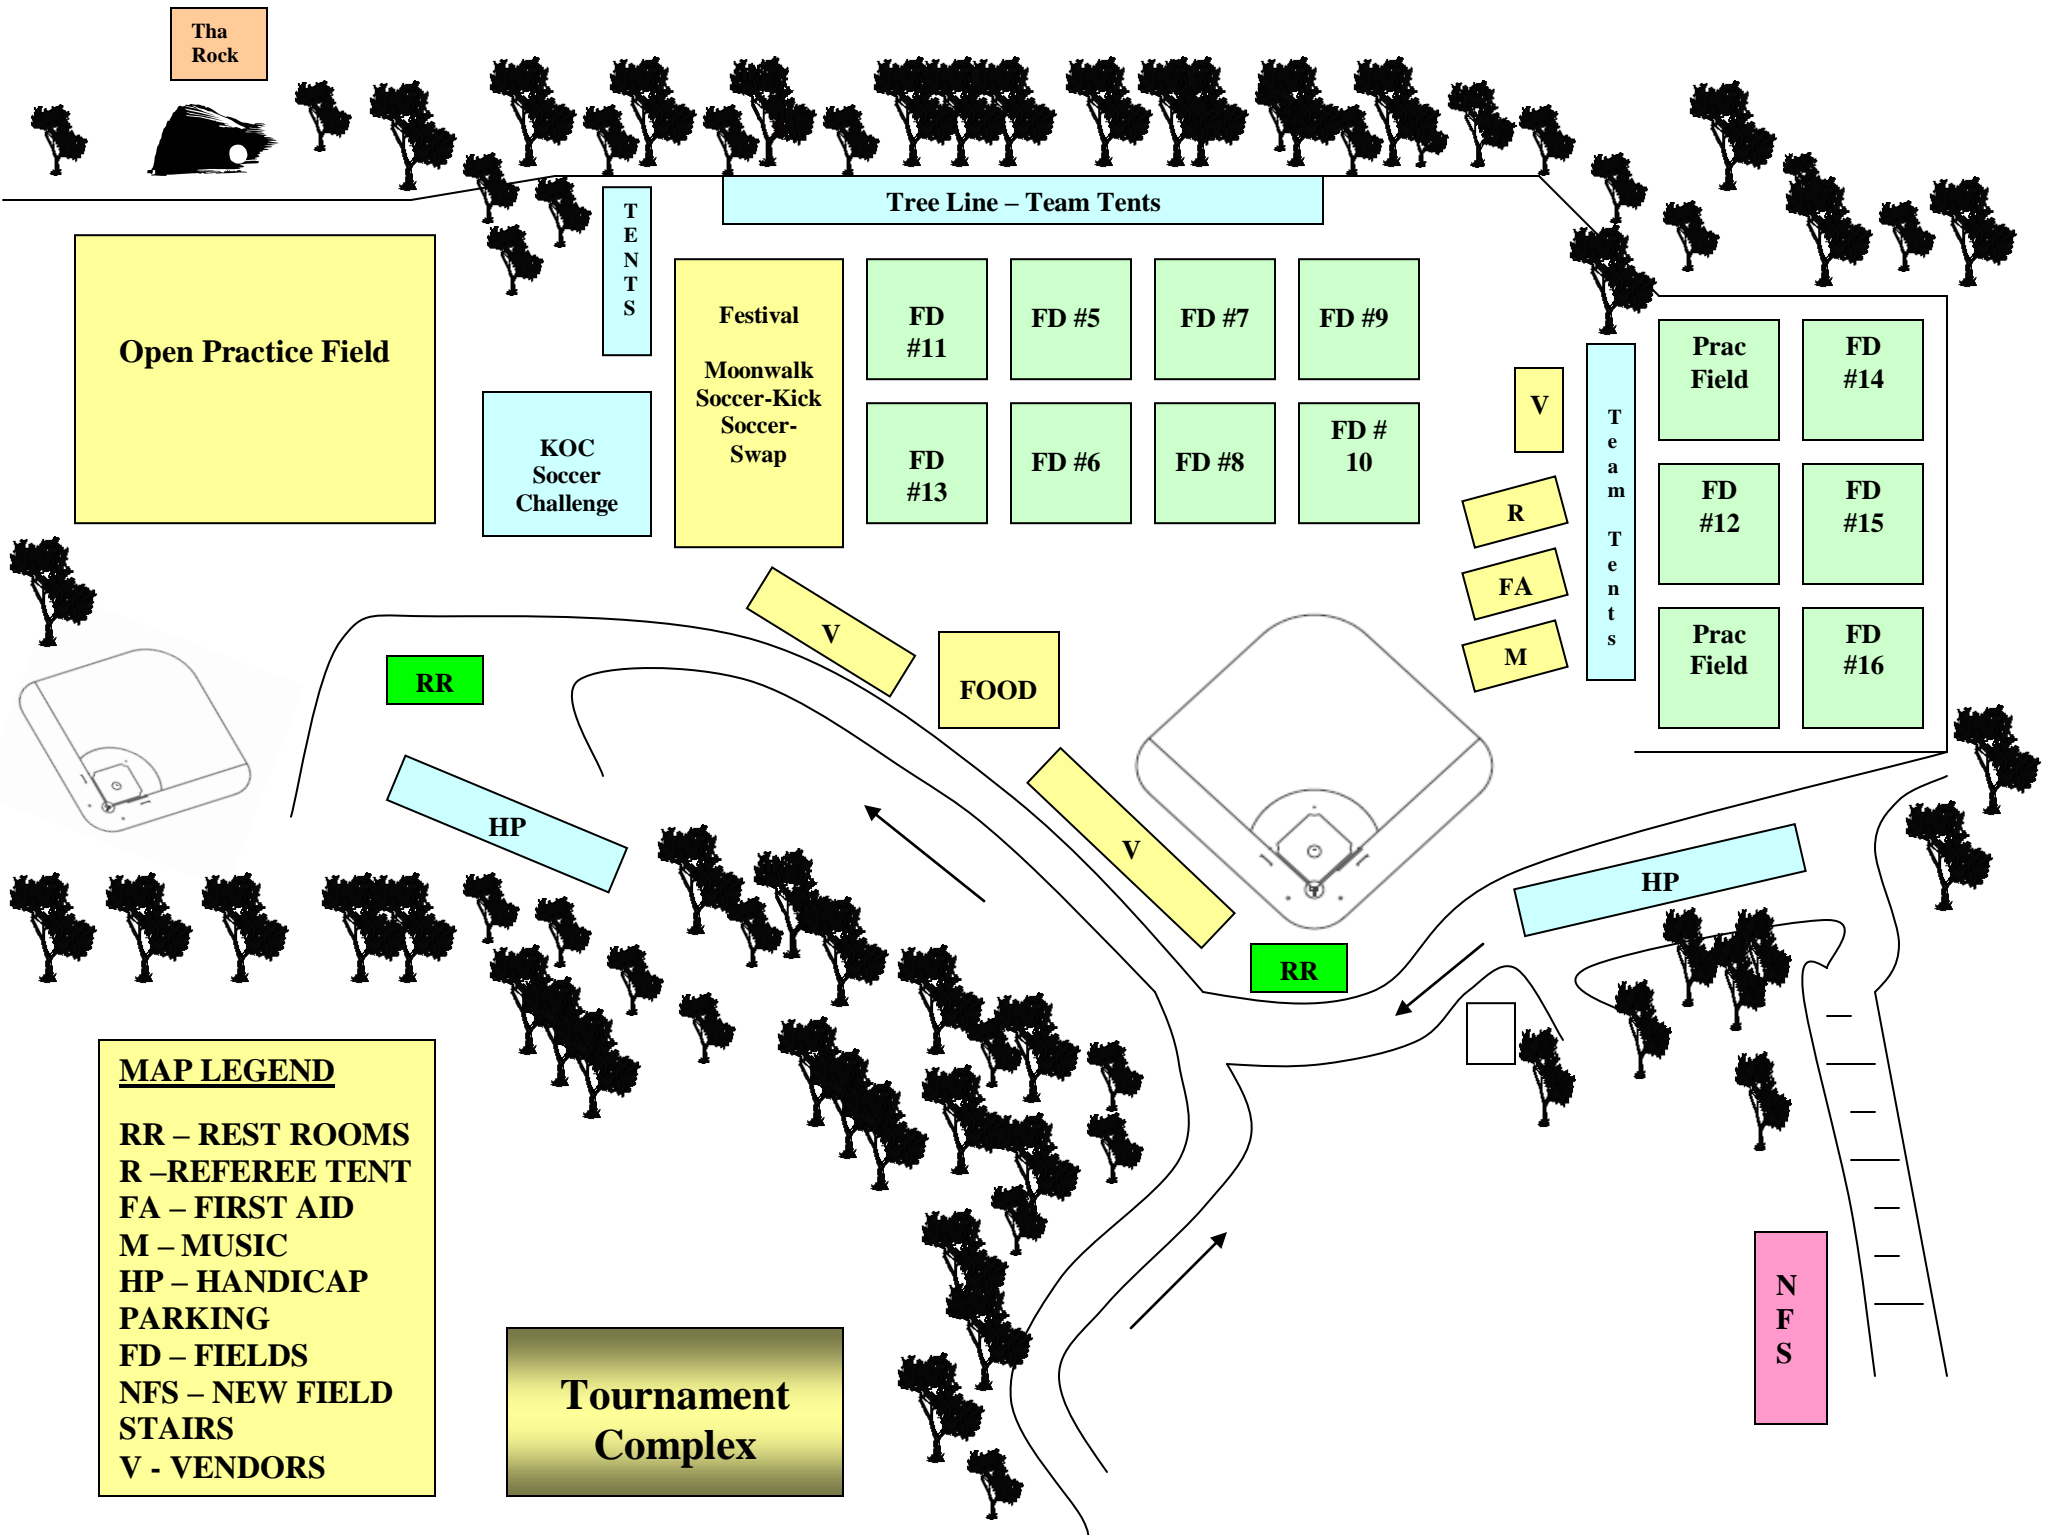 Tha
Rock
Tree Line – Team Tents
T
E
N
T
S
Open Practice Field
Festival
Moonwalk
Soccer-Kick
Soccer-
Swap
KOC
Soccer
Challenge
FD
#11
FD #5
FD #7
FD #9
FD
#13
FD #6
FD #8
FD #
10
V
R
FA
M
T
e
a
m
T
e
n
t
s
Prac
Field
FD
#14
FD
#12
FD
#15
Prac
Field
FD
#16
V
FOOD
RR
HP
V
HP
RR
MAP LEGEND
RR – REST ROOMS
R –REFEREE TENT
FA – FIRST AID
M – MUSIC
HP – HANDICAP
PARKING
FD – FIELDS
NFS – NEW FIELD
STAIRS
V - VENDORS
Tournament
Complex
N
F
S